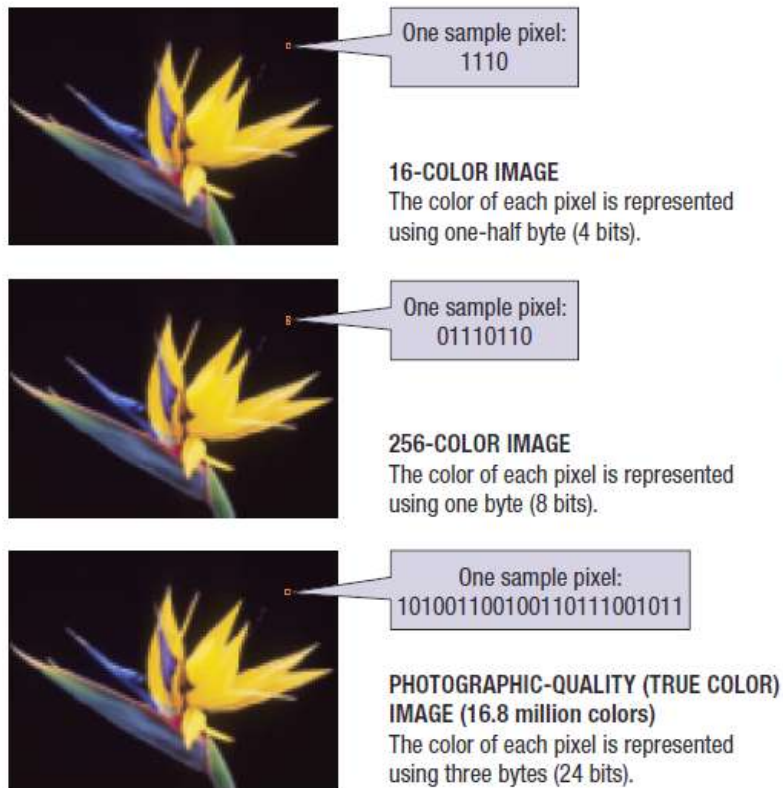 One sample pixel:
1110
16-COLOR IMAGE
The color of each pixel is represented
using one-half byte (4 bits).
One sample pixel:
01110110
256-COLOR IMAGE
The color of each pixel is represented
using one byte (8 bits).
One sample pixel:
101001100100110111001011
PHOTOGRAPHIC-QUALITY (TRUE COLOR)
IMAGE (16.8 million colors)
The color of each pixel is represented
using three bytes (24 bits).